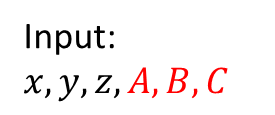 Input:
x, y, z, A, B, C